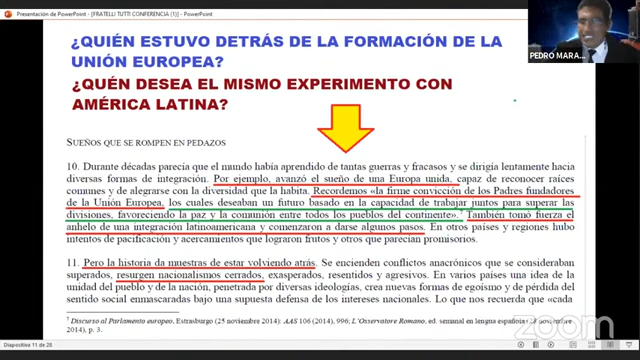 Presentación de PowerPoint - [FRATELLI TUTTI CONFERENCIA (1)] - PowerPoint
¿QUIÉN ESTUVO DETRÁS DE LA FORMACIÓN DE LA
UNIÓN EUROPEA?
¿QUÉN DESEA EL MISMO EXPERIMENTO CON
AMÉRICA LATINA?
PEDRO MARA...
SUEÑOS QUE SE ROMPEN EN PEDAZOS
10. Durante décadas parecía que el mundo había aprendido de tantas guerras y fracasos y se dirigía lentamente hacia
diversas formas de integración. Por ejemplo, avanzó el sueño de una Europa unida, capaz de reconocer raíces
comunes y de alegrarse con la diversidad que la habita. Recordemos «la firme convicción de los Padres fundadores
de la Unión Europea, los cuales deseaban un futuro basado en la capacidad de trabajar juntos para superar las
divisiones, favoreciendo la paz y la comunión entre todos los pueblos del continente».⁷ También tomó fuerza el
anhelo de una integración latinoamericana y comenzaron a darse algunos pasos. En otros países y regiones hubo
intentos de pacificación y acercamientos que lograron frutos y otros que parecían promisorios.
11. Pero la historia da muestras de estar volviendo atrás. Se encienden conflictos anacrónicos que se consideraban
superados, resurgen nacionalismos cerrados, exasperados, resentidos y agresivos. En varios países una idea de la
unidad del pueblo y de la nación, penetrada por diversas ideologías, crea nuevas formas de egoísmo y de pérdida del
sentido social enmascaradas bajo una supuesta defensa de los intereses nacionales. Lo que nos recuerda que «cada
⁷ Discurso al Parlamento europeo, Estrasburgo (25 noviembre 2014): AAS 106 (2014), 996; L'Osservatore Romano, ed. semanal en lengua española (28 noviembre
2014), p. 3.
zoom
Diapositiva 11 de 28